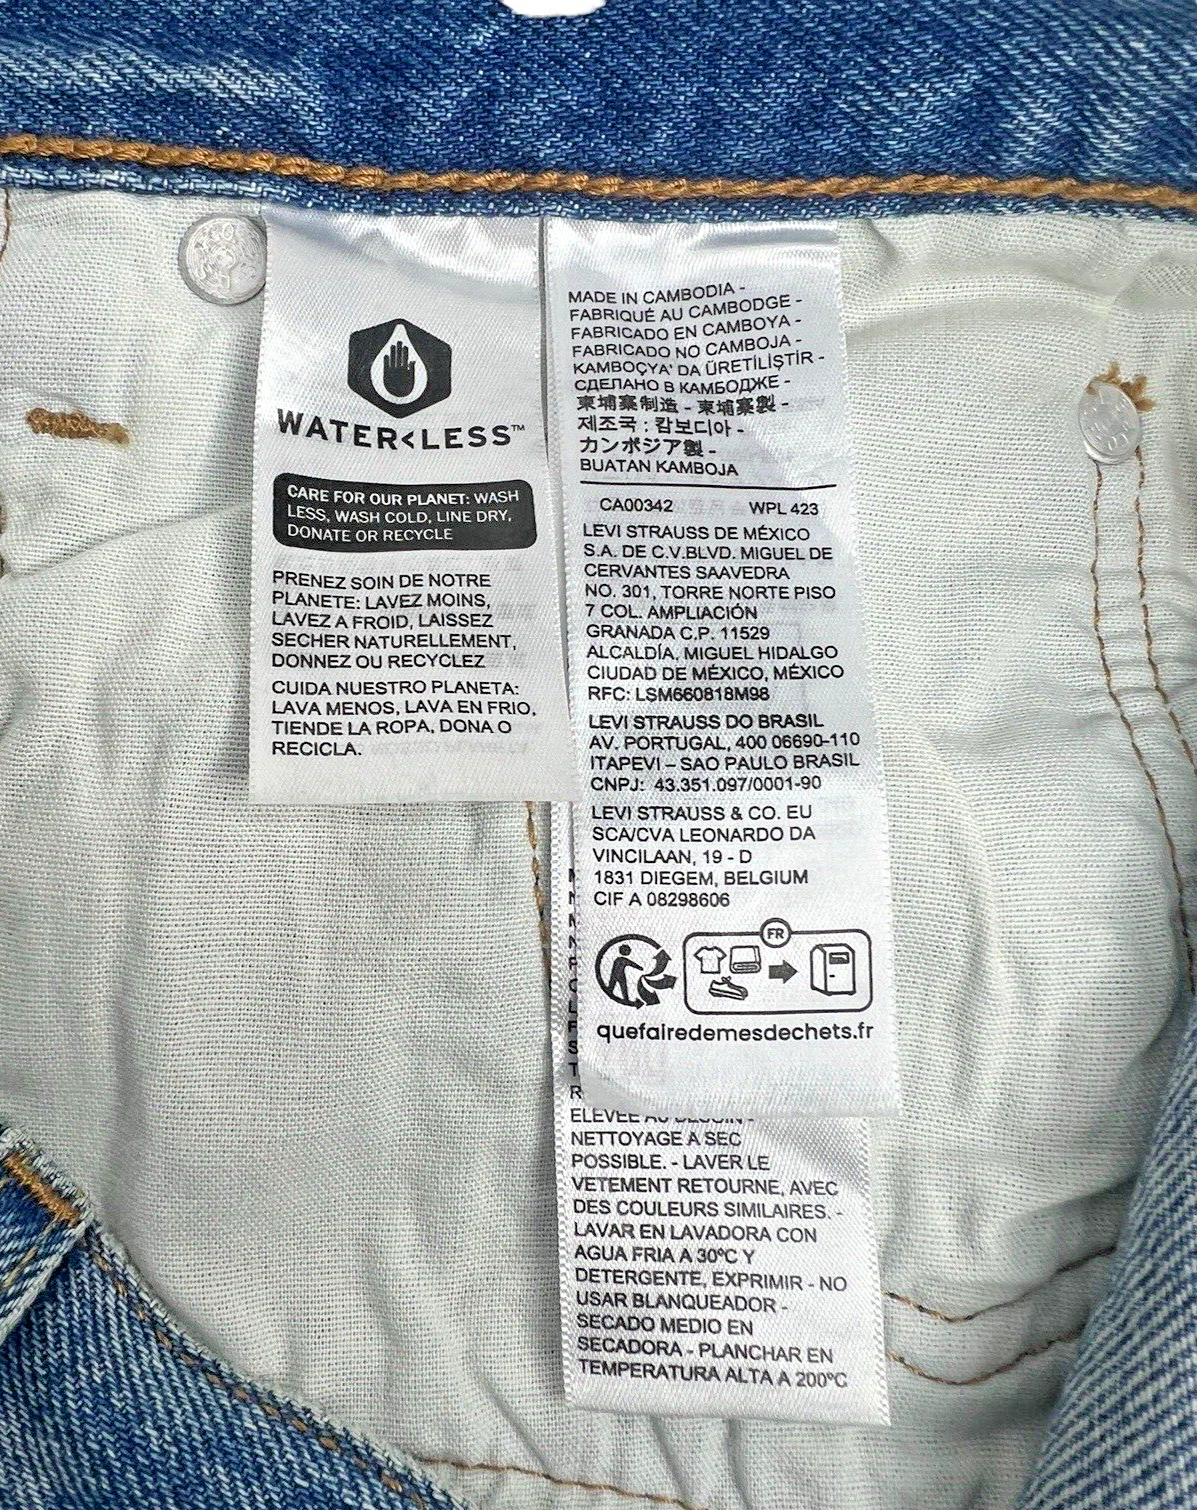 WATER<LESS™
CARE FOR OUR PLANET: WASH
LESS, WASH COLD, LINE DRY,
DONATE OR RECYCLE
PRENEZ SOIN DE NOTRE
PLANETE: LAVEZ MOINS,
LAVEZ A FROID, LAISSEZ
SECHER NATURELLEMENT,
DONNEZ OU RECYCLEZ
CUIDA NUESTRO PLANETA:
LAVA MENOS, LAVA EN FRIO,
TIENDE LA ROPA, DONA O
RECICLA.
MADE IN CAMBODIA -
FABRIQUÉ AU CAMBODGE -
FABRICADO EN CAMBOYA -
FABRICADO NO CAMBOJA -
KAMBOÇYA' DA ÜRETİLİŞTİR -
СДЕЛАНО В КАМБОДЖЕ -
柬埔寨制造 - 柬埔寨製 -
제조국 : 캄보디아 -
カンボジア製 -
BUATAN KAMBOJA
CA00342 WPL 423
LEVI STRAUSS DE MÉXICO
S.A. DE C.V.BLVD. MIGUEL DE
CERVANTES SAAVEDRA
NO. 301, TORRE NORTE PISO
7 COL. AMPLIACIÓN
GRANADA C.P. 11529
ALCALDÍA, MIGUEL HIDALGO
CIUDAD DE MÉXICO, MÉXICO
RFC: LSM660818M98
LEVI STRAUSS DO BRASIL
AV. PORTUGAL, 400 06690-110
ITAPEVI – SAO PAULO BRASIL
CNPJ: 43.351.097/0001-90
LEVI STRAUSS & CO. EU
SCA/CVA LEONARDO DA
VINCILAAN, 19 - D
1831 DIEGEM, BELGIUM
CIF A 08298606
FR
quefairedemesdechets.fr
ELEVEE AU DESSIN -
NETTOYAGE A SEC
POSSIBLE. - LAVER LE
VETEMENT RETOURNE, AVEC
DES COULEURS SIMILAIRES. -
LAVAR EN LAVADORA CON
AGUA FRIA A 30ºC Y
DETERGENTE, EXPRIMIR - NO
USAR BLANQUEADOR -
SECADO MEDIO EN
SECADORA - PLANCHAR EN
TEMPERATURA ALTA A 200ºC